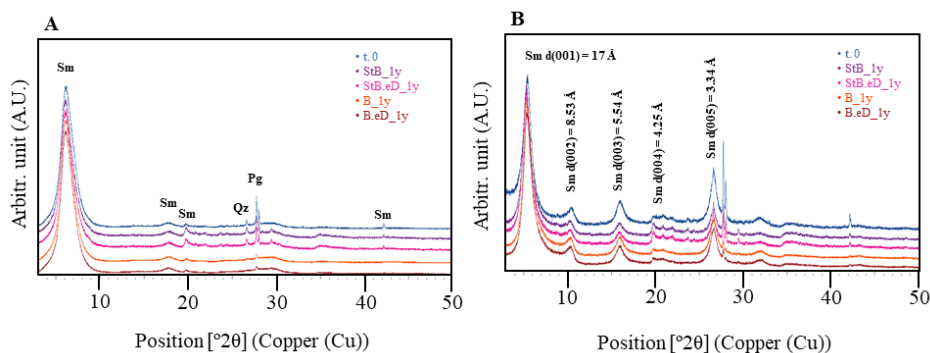 A
Sm
t.0
StB_1y
StB.eD_1y
B_1y
B.eD_1y
Sm
Sm
Qz
Pg
Sm
Arbitr. unit (A.U.)
10
20
30
40
50
Position [°2θ] (Copper (Cu))
B
Sm d(001) = 17 Å
Sm d(002) = 8.53 Å
Sm d(003) = 5.54 Å
Sm d(004) = 4.25 Å
Sm d(005) = 3.34 Å
t.0
StB_1y
StB.eD_1y
B_1y
B.eD_1y
Arbitr. unit (A.U.)
10
20
30
40
50
Position [°2θ] (Copper (Cu))